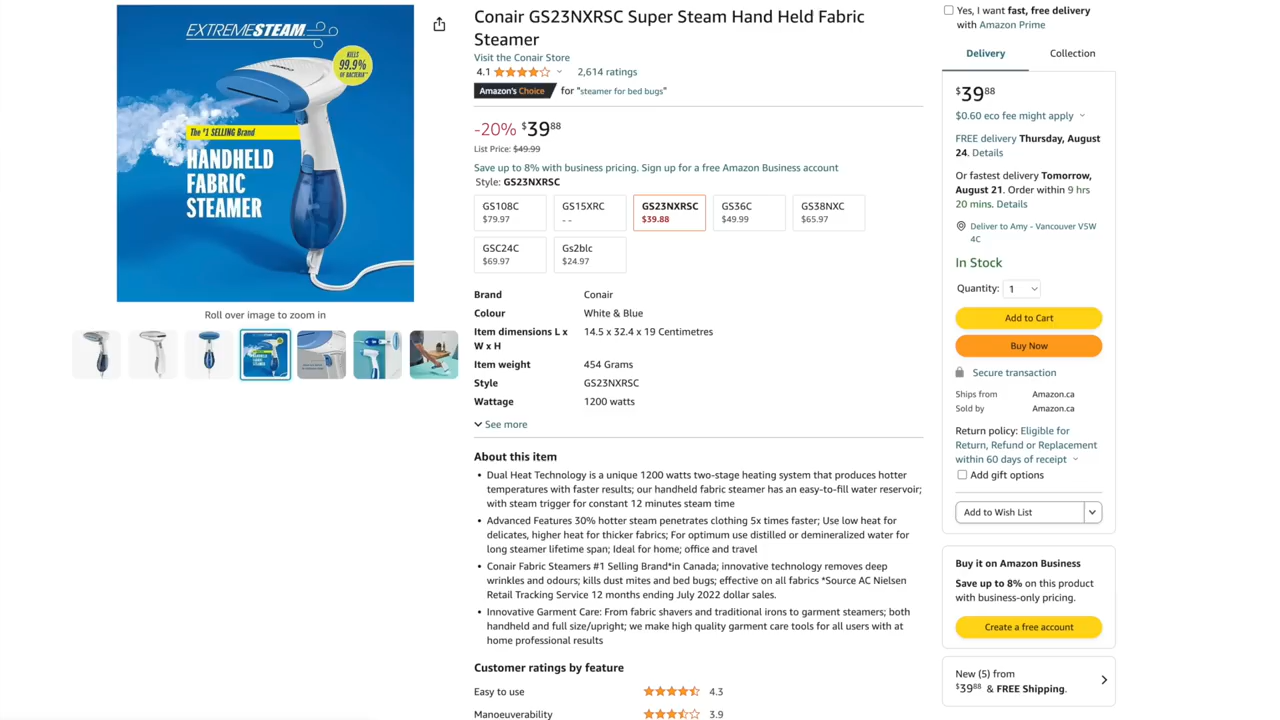 EXTREMESTEAM
KILLS
99.9%
OF BACTERIA
The #1 SELLING Brand*
HANDHELD
FABRIC
STEAMER
Roll over image to zoom in
Conair GS23NXRSC Super Steam Hand Held Fabric
Steamer
Visit the Conair Store
4.1
2,614 ratings
Amazon's Choice for "steamer for bed bugs"
-20% $39 88
List Price: $49.99
Save up to 8% with business pricing. Sign up for a free Amazon Business account
Style: GS23NXRSC
GS108C GS15XRC GS23NXRSC GS36C GS38NXC
$79.97 - - $39.88 $49.99 $65.97
GSC24C Gs2blc
$69.97 $24.97
Brand Conair
Colour White & Blue
Item dimensions L x 14.5 x 32.4 x 19 Centimetres
W x H
Item weight 454 Grams
Style GS23NXRSC
Wattage 1200 watts
See more
About this item
• Dual Heat Technology is a unique 1200 watts two-stage heating system that produces hotter
temperatures with faster results; our handheld fabric steamer has an easy-to-fill water reservoir;
with steam trigger for constant 12 minutes steam time
• Advanced Features 30% hotter steam penetrates clothing 5x times faster; Use low heat for
delicates, higher heat for thicker fabrics; For optimum use distilled or demineralized water for
long steamer lifetime span; Ideal for home; office and travel
• Conair Fabric Steamers #1 Selling Brand*in Canada; innovative technology removes deep
wrinkles and odours; kills dust mites and bed bugs; effective on all fabrics *Source AC Nielsen
Retail Tracking Service 12 months ending July 2022 dollar sales.
• Innovative Garment Care: From fabric shavers and traditional irons to garment steamers; both
handheld and full size/upright; we make high quality garment care tools for all users with at
home professional results
Customer ratings by feature
Easy to use 4.3
Manoeuverability 3.9
Yes, I want fast, free delivery
with Amazon Prime
Delivery Collection
$39 88
$0.60 eco fee might apply
FREE delivery Thursday, August
24. Details
Or fastest delivery Tomorrow,
August 21. Order within 9 hrs
20 mins. Details
Deliver to Amy - Vancouver V5W
4C
In Stock
Quantity: 1
Add to Cart
Buy Now
Secure transaction
Ships from Amazon.ca
Sold by Amazon.ca
Return policy: Eligible for
Return, Refund or Replacement
within 60 days of receipt
Add gift options
Add to Wish List
Buy it on Amazon Business
Save up to 8% on this product
with business-only pricing.
Create a free account
New (5) from
$39 88 & FREE Shipping.